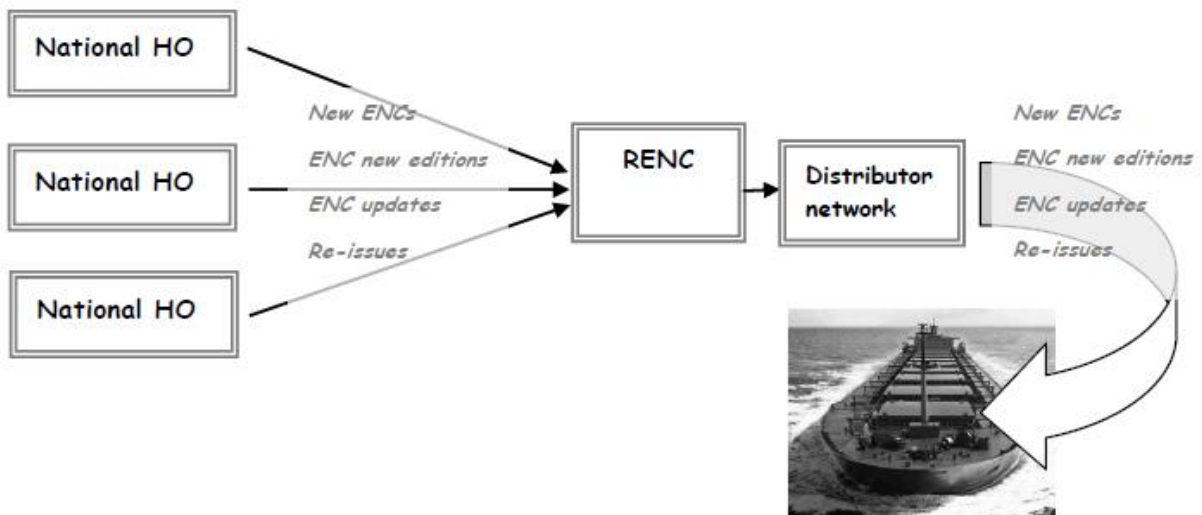 National HO
National HO
National HO
New ENCs
ENC new editions
ENC updates
Re-issues
RENC
Distributor
network
New ENCs
ENC new editions
ENC updates
Re-issues